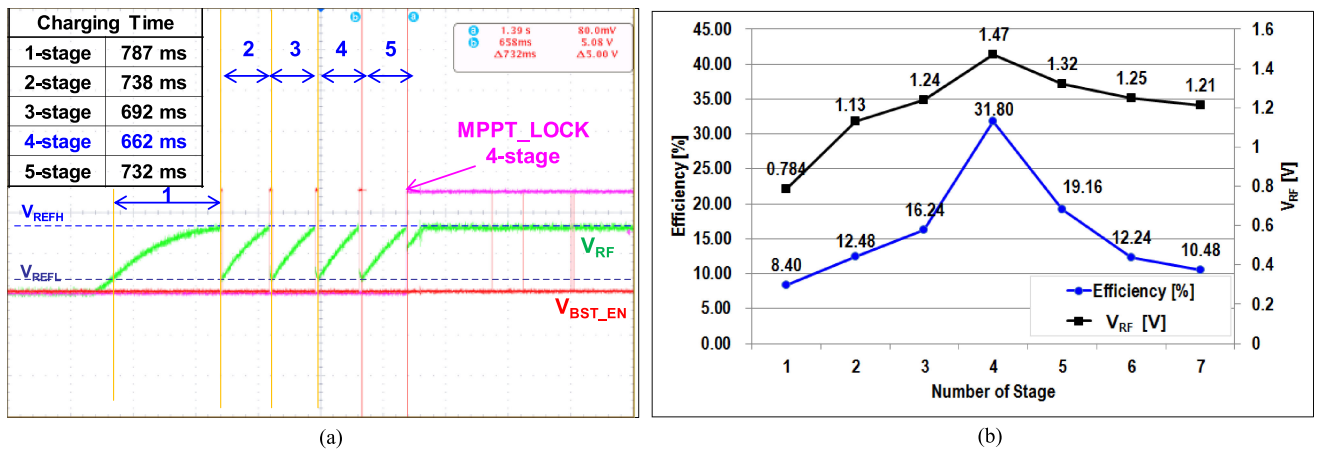 Charging Time
1-stage 787 ms
2-stage 738 ms
3-stage 692 ms
4-stage 662 ms
5-stage 732 ms
b a
a 1.39 s 80.0mV
b 658ms 5.08 V
Δ732ms Δ5.00 V
2 3 4 5
MPPT_LOCK
4-stage
1
VREFH
VRF
VREFL
VBST_EN
(a)
Efficiency [%]
45.00
40.00
35.00
30.00
25.00
20.00
15.00
10.00
5.00
0.00
0.784 1.13 1.24 1.47 1.32 1.25 1.21
8.40 12.48 16.24 31.80 19.16 12.24 10.48
Efficiency [%]
VRF [V]
1.6
1.4
1.2
1
0.8
0.6
0.4
0.2
0
VRF [V]
1 2 3 4 5 6 7
Number of Stage
(b)